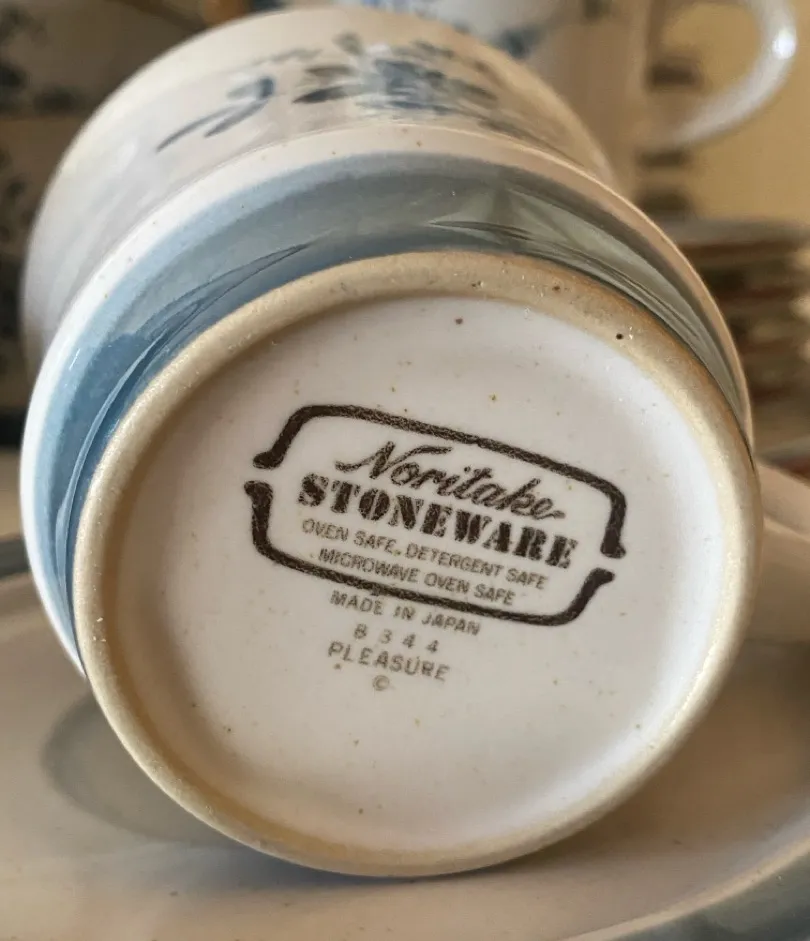 Noritake
STONEWARE
OVEN SAFE, DETERGENT SAFE
MICROWAVE OVEN SAFE
MADE IN JAPAN
8344
PLEASURE
©